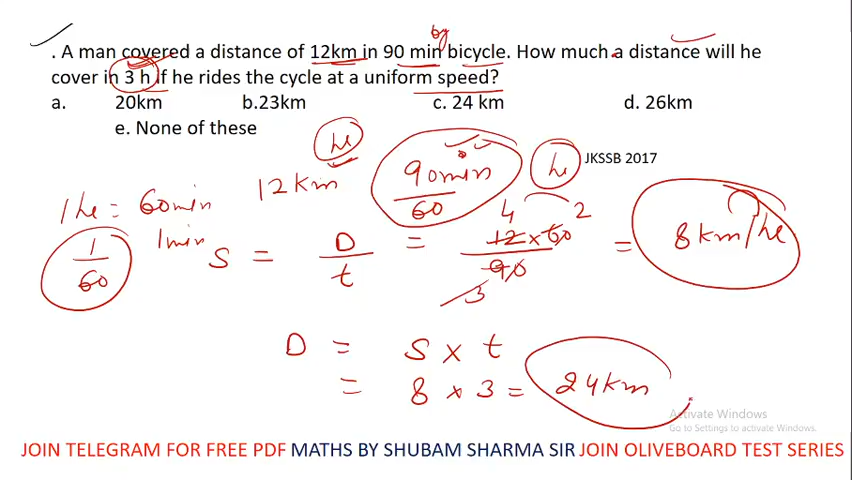 by
. A man covered a distance of 12km in 90 min bicycle. How much a distance will he
cover in 3 h if he rides the cycle at a uniform speed?
a. 20km b.23km c. 24 km d. 26km
e. None of these
JKSSB 2017
hr
12 km 90min/60 hr
1hr = 60min
1/60 1min
S = D/t = 12 × 60/90 = 8km/hr
4 2
3
D = S × t
= 8 × 3 = 24km
Activate Windows
Go to Settings to activate Windows.
JOIN TELEGRAM FOR FREE PDF MATHS BY SHUBAM SHARMA SIR JOIN OLIVEBOARD TEST SERIES